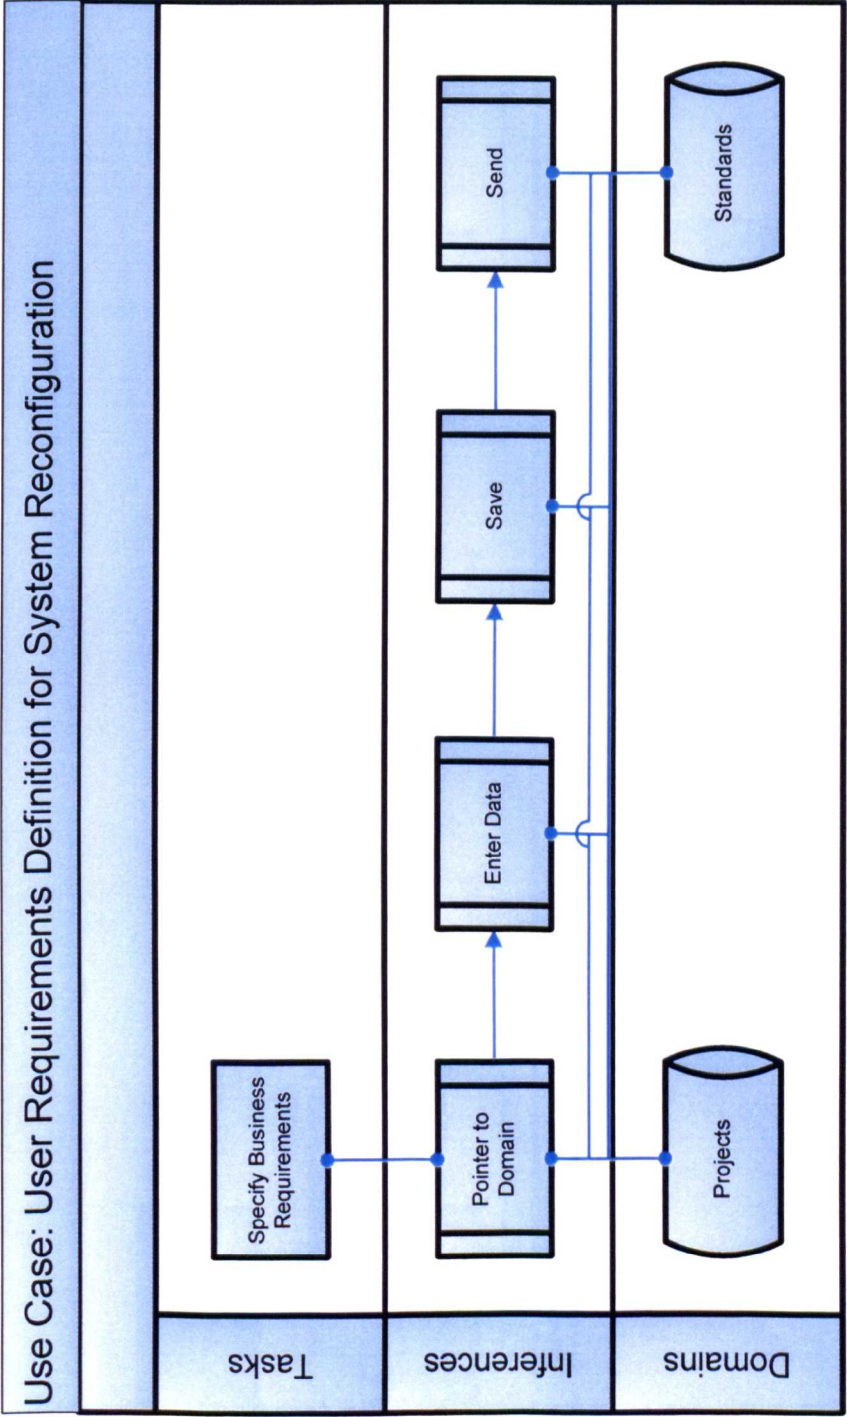 Use Case: User Requirements Definition for System Reconfiguration
Tasks
Specify Business
Requirements
Inferences
Pointer to
Domain
Enter Data
Save
Send
Domains
Projects
Standards